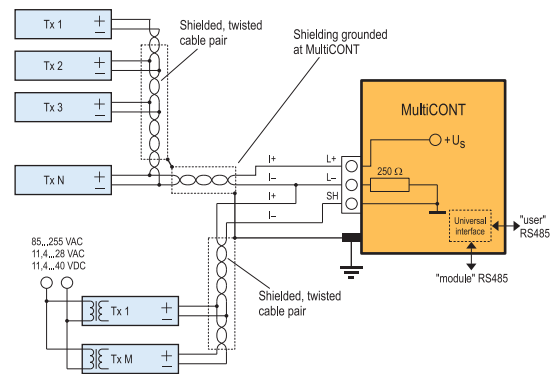 Tx 1
Shielded, twisted
cable pair
Shielding grounded
at MultiCONT
Tx 2
Tx 3
Tx N
MultiCONT
+ Us
I+
L+
I–
L–
250 Ω
I+
SH
I–
Universal
interface
"user"
RS485
"module" RS485
85...255 VAC
11,4...28 VAC
11,4...40 VDC
Shielded, twisted
cable pair
Tx 1
Tx M
+
–
+
–
+
–
+
–
+
–
+
–